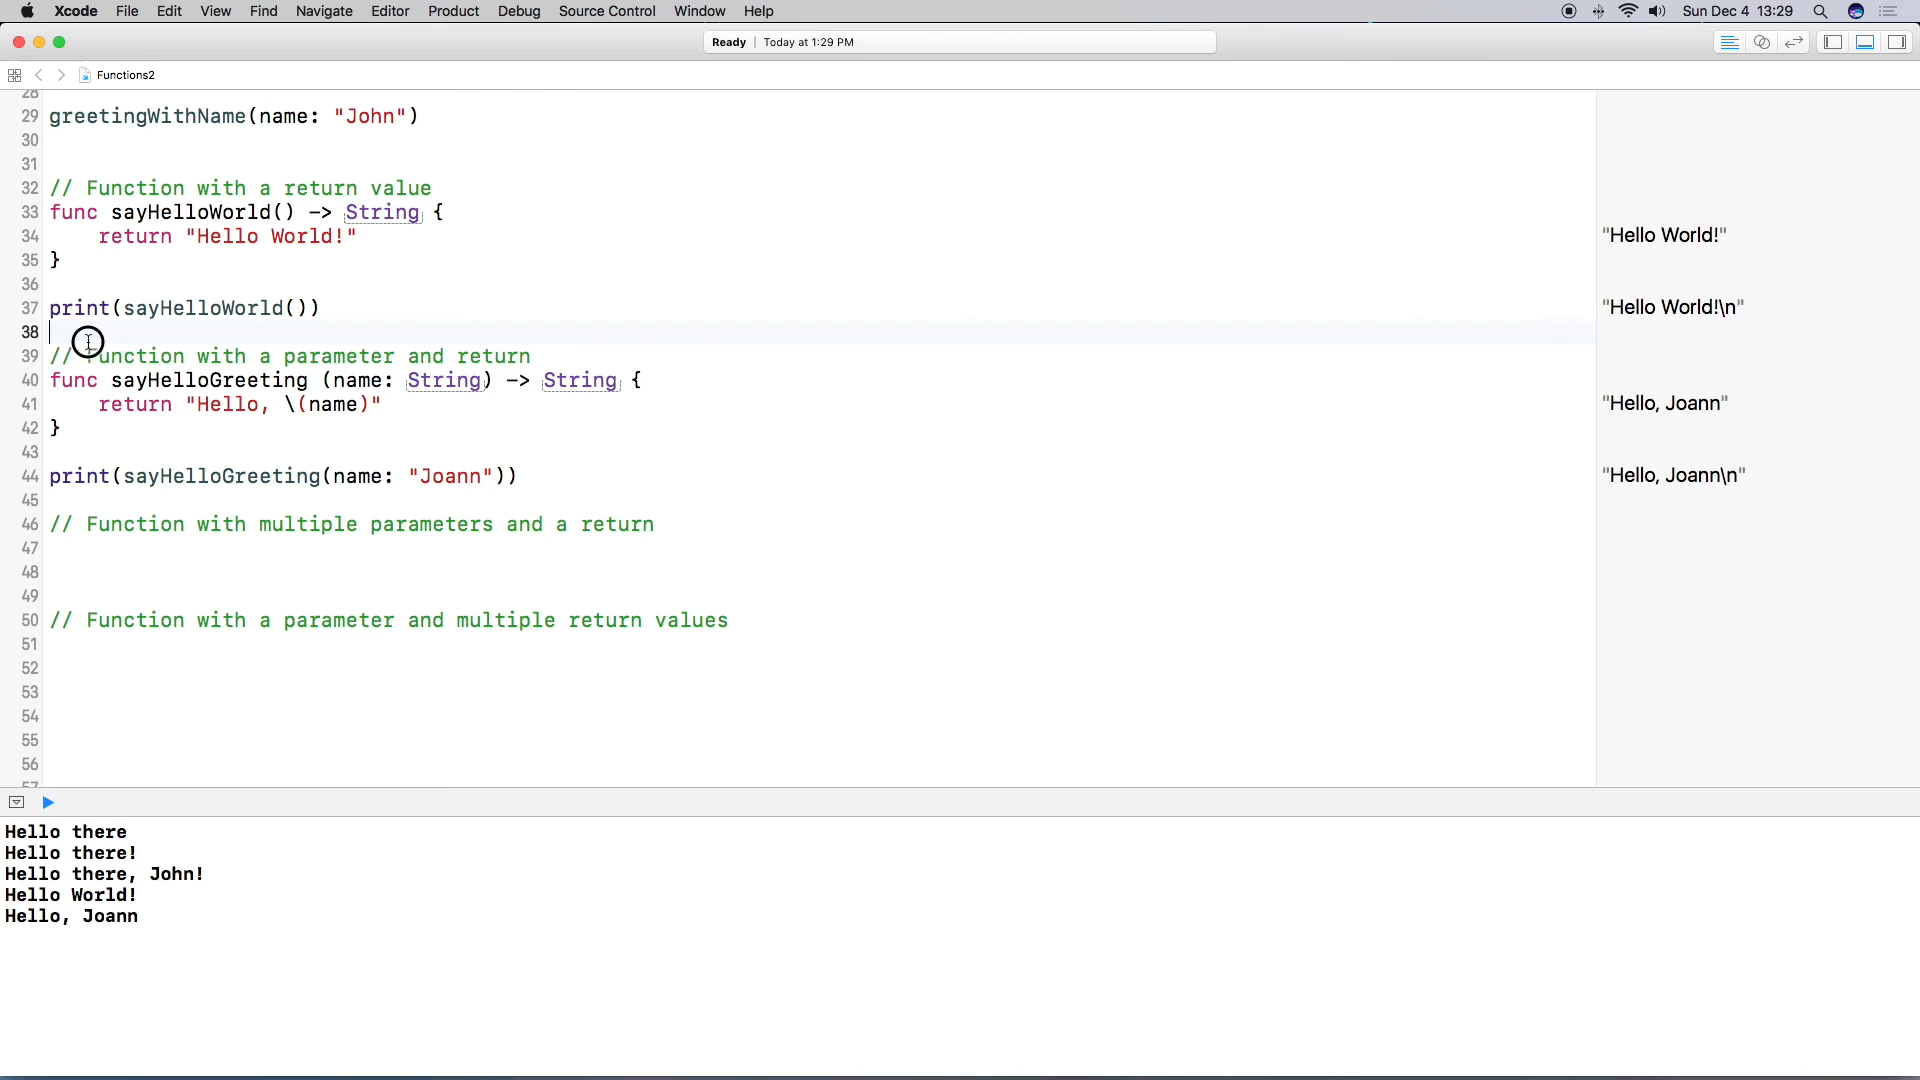 Xcode File Edit View Find Navigate Editor Product Debug Source Control Window Help Sun Dec 4 13:29
Ready | Today at 1:29 PM
Functions2
28
29 greetingWithName(name: "John")
30
31
32 // Function with a return value
33 func sayHelloWorld() -> String {
34 return "Hello World!" "Hello World!"
35 }
36
37 print(sayHelloWorld()) "Hello World!\n"
38
39 // Function with a parameter and return
40 func sayHelloGreeting (name: String) -> String {
41 return "Hello, \(name)" "Hello, Joann"
42 }
43
44 print(sayHelloGreeting(name: "Joann")) "Hello, Joann\n"
45
46 // Function with multiple parameters and a return
47
48
49
50 // Function with a parameter and multiple return values
51
52
53
54
55
56
57
Hello there
Hello there!
Hello there, John!
Hello World!
Hello, Joann